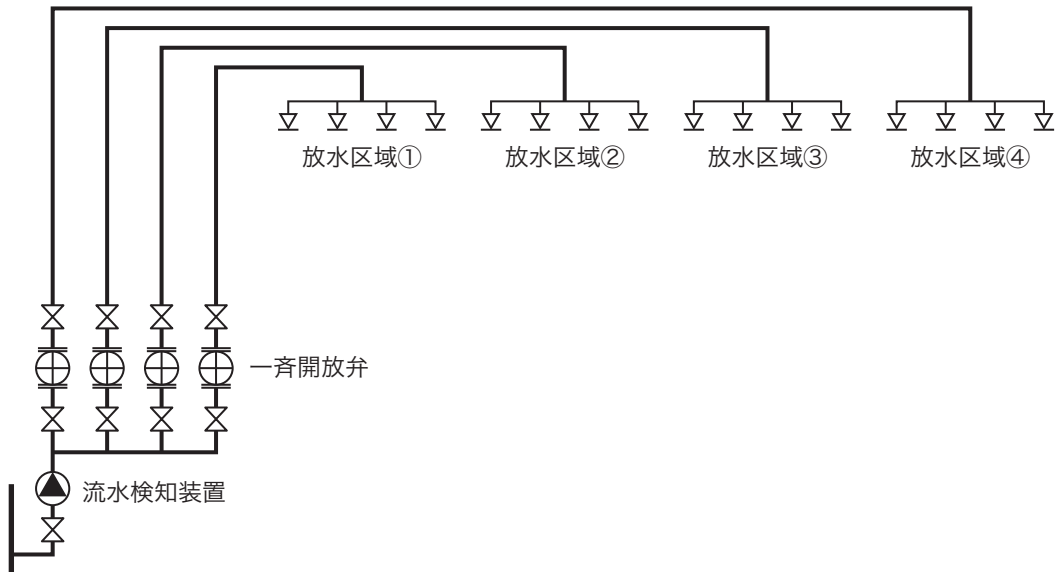 放水区域①
放水区域②
放水区域③
放水区域④
一斉開放弁
流水検知装置